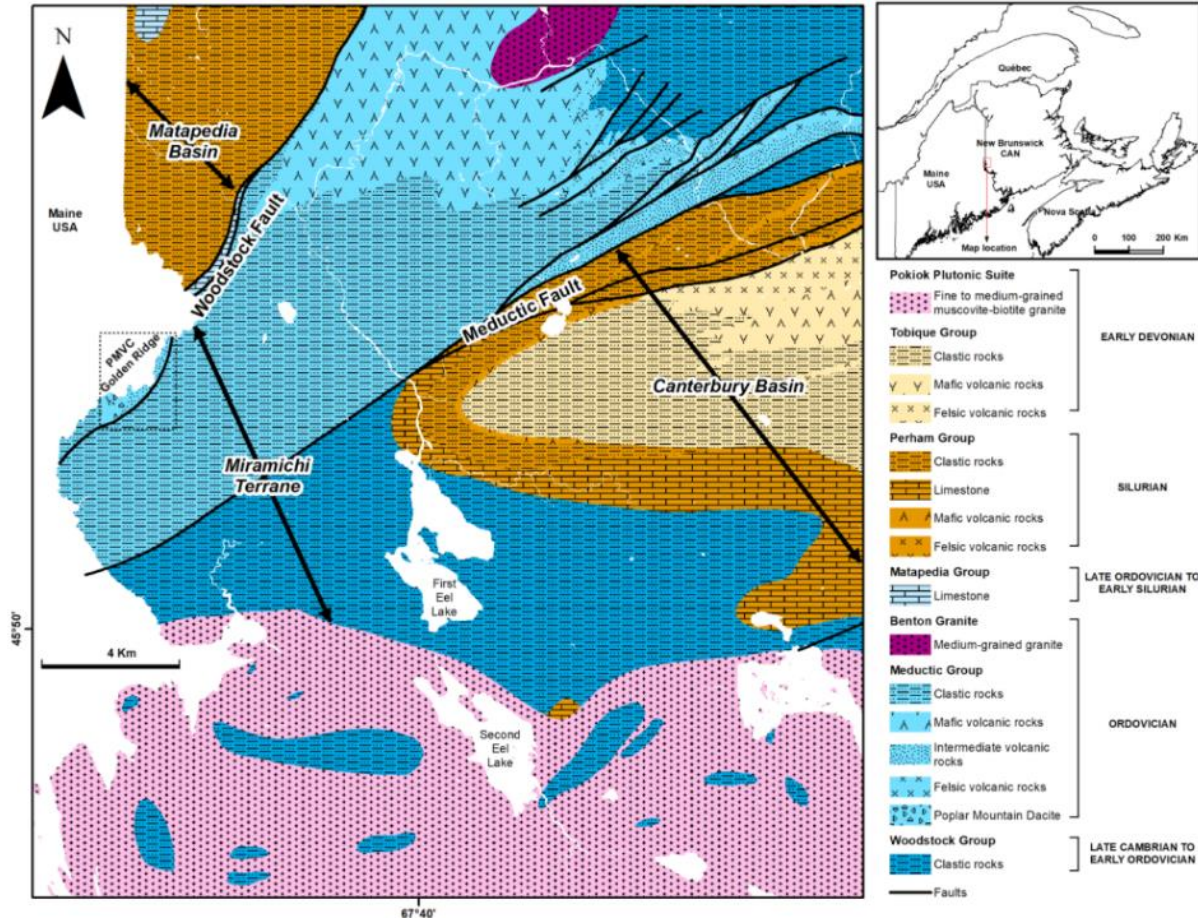 N
Matapedia
Basin
Maine
USA
Woodstock Fault
PMVC
Golden Ridge
Meductic Fault
Canterbury Basin
Miramichi
Terrane
First
Eel
Lake
45°50'
4 Km
Second
Eel
Lake
67°40'
Québec
New Brunswick
CAN
Maine
USA
Nova Scotia
0 100 200 Km
Map location
Pokiok Plutonic Suite
Fine to medium-grained
muscovite-biotite granite
EARLY DEVONIAN
Tobique Group
Clastic rocks
Mafic volcanic rocks
Felsic volcanic rocks
Perham Group
Clastic rocks
SILURIAN
Limestone
Mafic volcanic rocks
Felsic volcanic rocks
Matapedia Group
LATE ORDOVICIAN TO
EARLY SILURIAN
Limestone
Benton Granite
Medium-grained granite
Meductic Group
Clastic rocks
Mafic volcanic rocks
ORDOVICIAN
Intermediate volcanic
rocks
Felsic volcanic rocks
Poplar Mountain Dacite
Woodstock Group
LATE CAMBRIAN TO
EARLY ORDOVICIAN
Clastic rocks
Faults